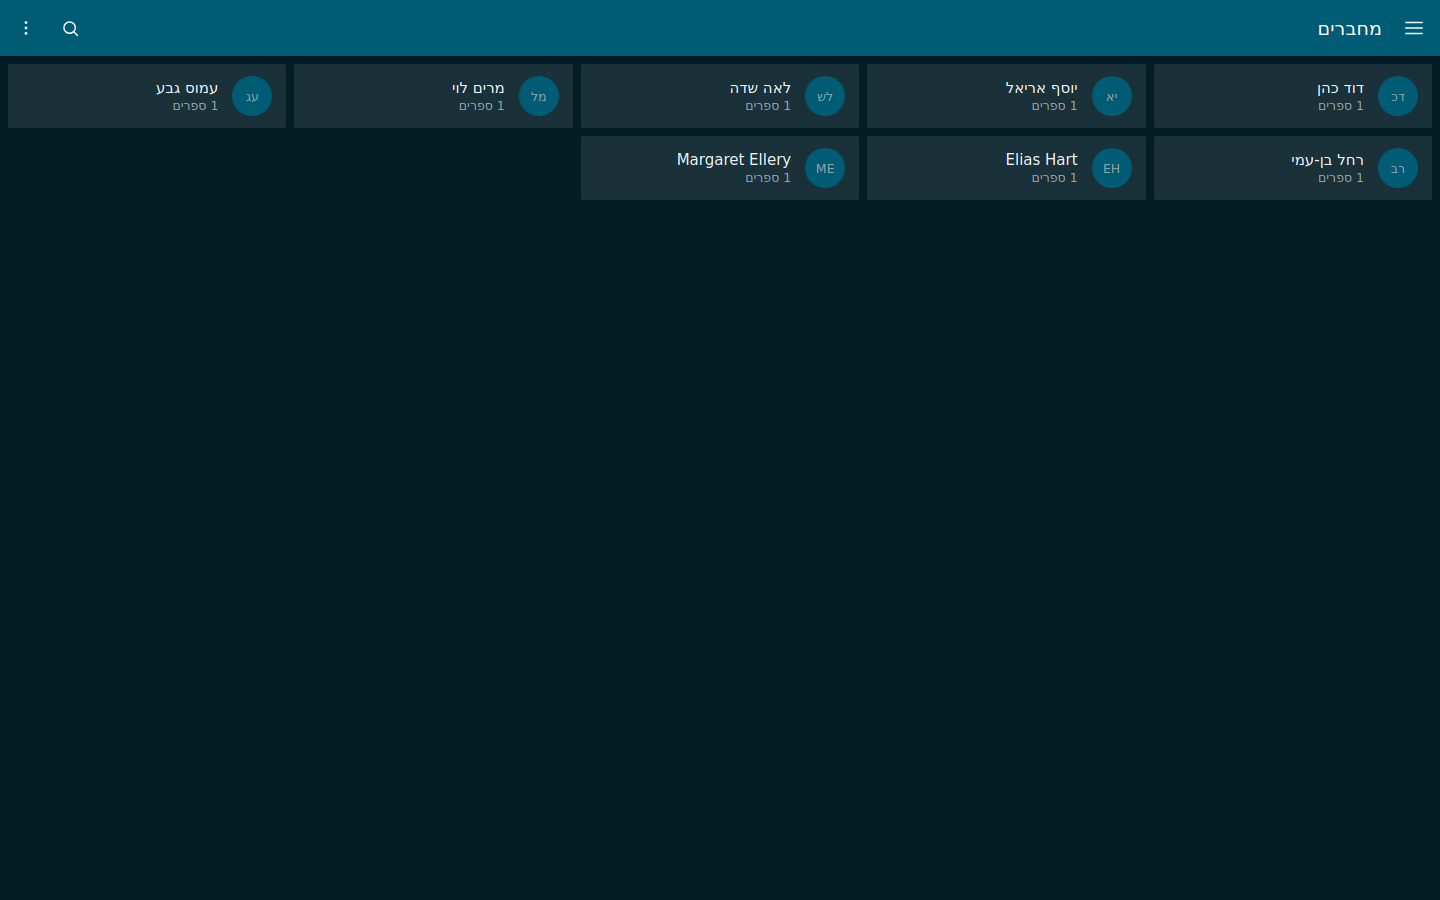 מחברים
דכ
דוד כהן
1 ספרים
יא
יוסף אריאל
1 ספרים
לש
לאה שדה
1 ספרים
מל
מרים לוי
1 ספרים
עג
עמוס גבע
1 ספרים
רב
רחל בן-עמי
1 ספרים
EH
Elias Hart
1 ספרים
ME
Margaret Ellery
1 ספרים